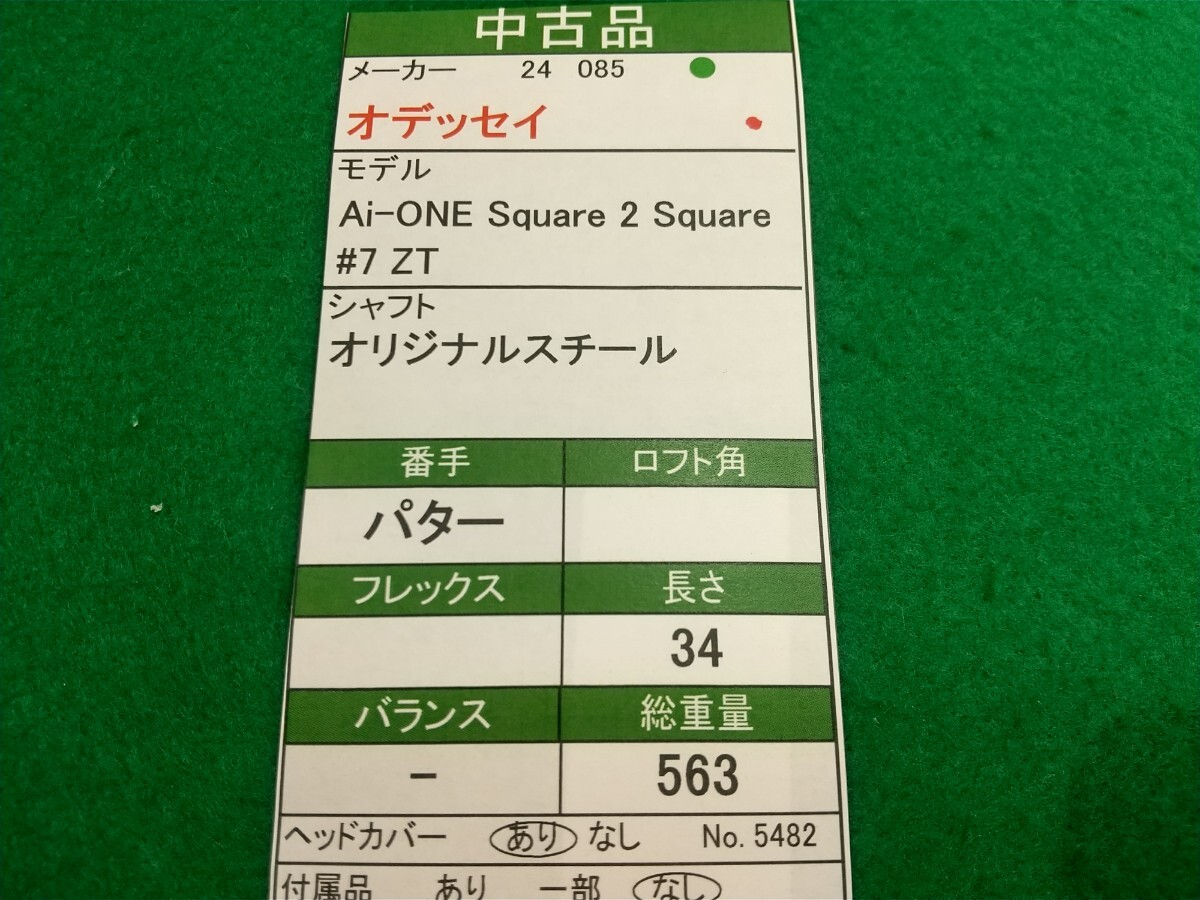 中古品
メーカー 24 085
オデッセイ
モデル
Ai-ONE Square 2 Square
#7 ZT
シャフト
オリジナルスチール
番手 ロフト角
パター
フレックス 長さ
34
バランス 総重量
- 563
ヘッドカバー あり なし No. 5482
付属品 あり 一部 なし